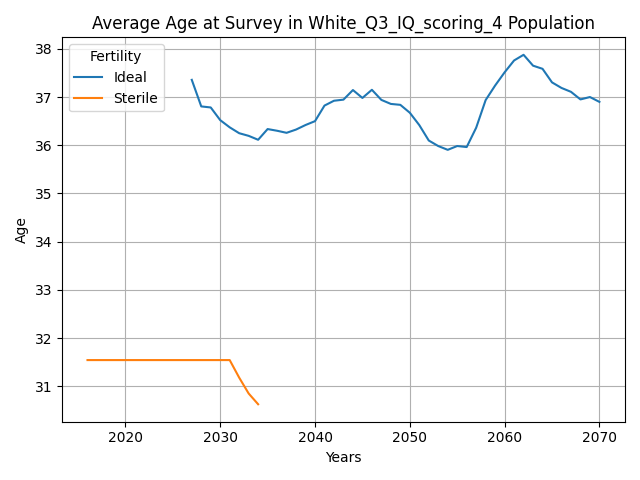 Average Age at Survey in White_Q3_IQ_scoring_4 Population
Fertility
Ideal
Sterile
38
37
36
35
34
33
32
31
Age
2020 2030 2040 2050 2060 2070
Years